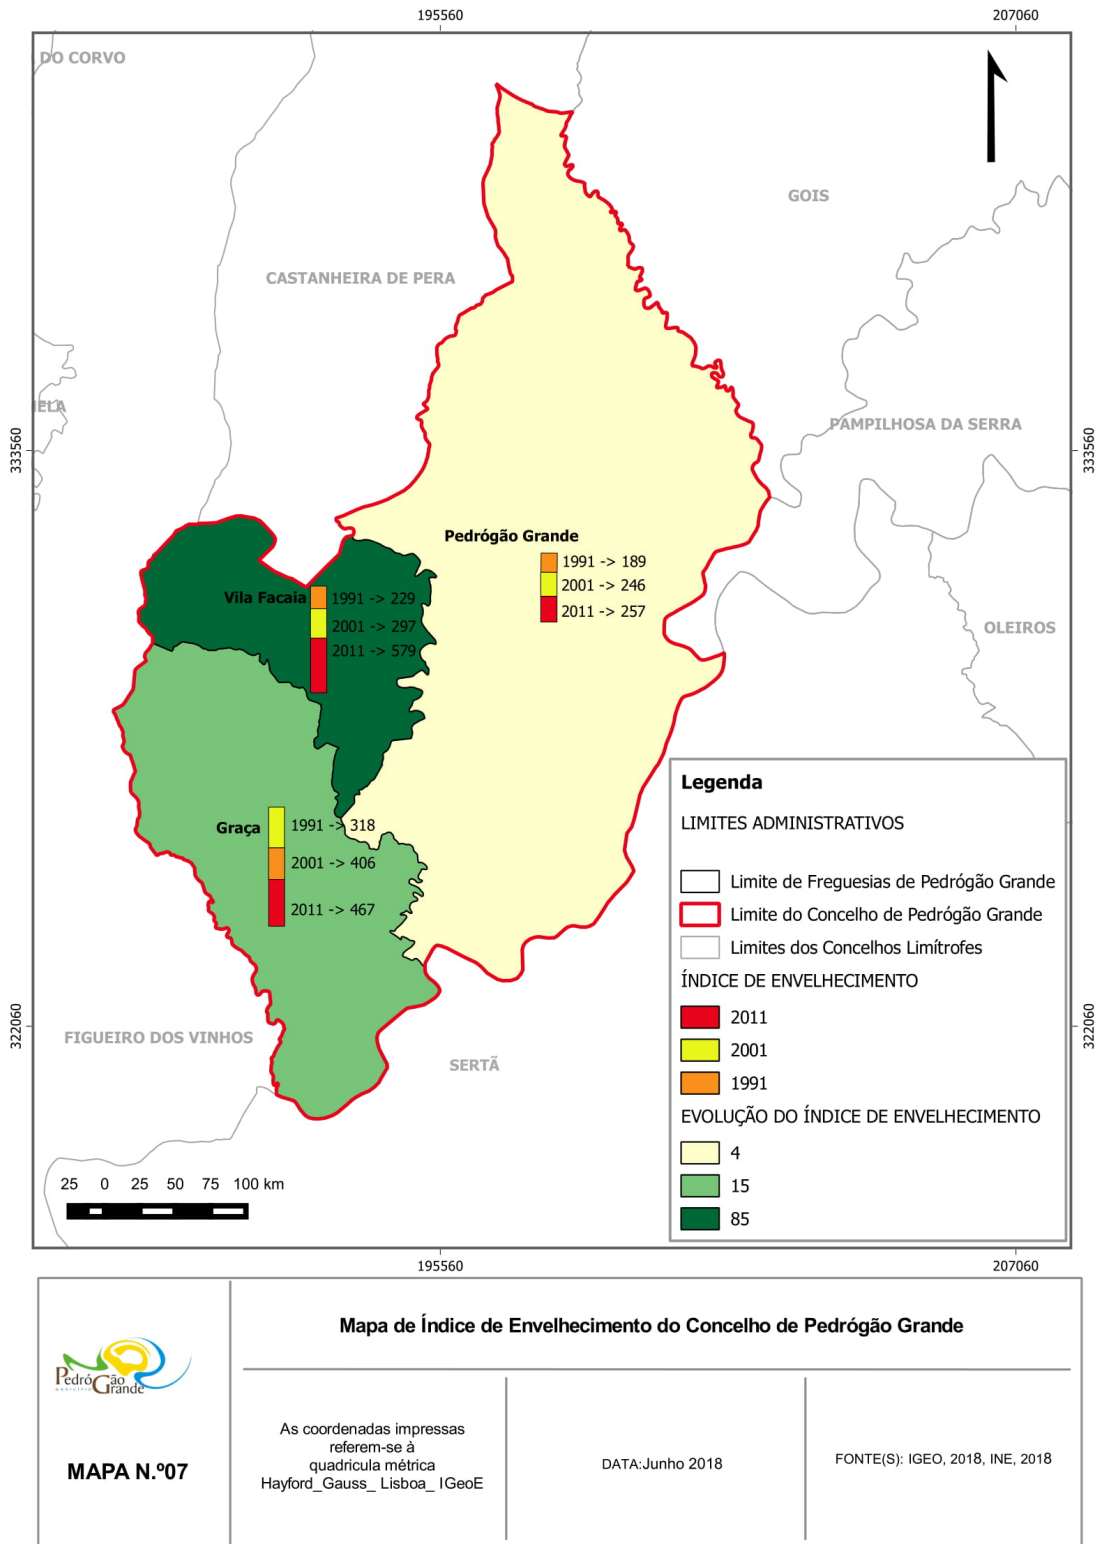 195560
207060
DO CORVO
GOIS
CASTANHEIRA DE PERA
PAMPILHOSA DA SERRA
333560
333560
Pedrógão Grande
1991 -> 189
2001 -> 246
2011 -> 257
Vila Facaia
1991 -> 229
2001 -> 297
2011 -> 579
OLEIROS
Graça
1991 -> 318
2001 -> 406
2011 -> 467
FIGUEIRO DOS VINHOS
SERTÃ
322060
322060
Legenda
LIMITES ADMINISTRATIVOS
Limite de Freguesias de Pedrógão Grande
Limite do Concelho de Pedrógão Grande
Limites dos Concelhos Limítrofes
ÍNDICE DE ENVELHECIMENTO
2011
2001
1991
EVOLUÇÃO DO ÍNDICE DE ENVELHECIMENTO
4
15
85
25 0 25 50 75 100 km
195560
207060
Mapa de Índice de Envelhecimento do Concelho de Pedrógão Grande
Pedrógão
Grande
MUNICÍPIO
MAPA N.º07
As coordenadas impressas
referem-se à
quadricula métrica
Hayford_Gauss_ Lisboa_ IGeoE
DATA:Junho 2018
FONTE(S): IGEO, 2018, INE, 2018